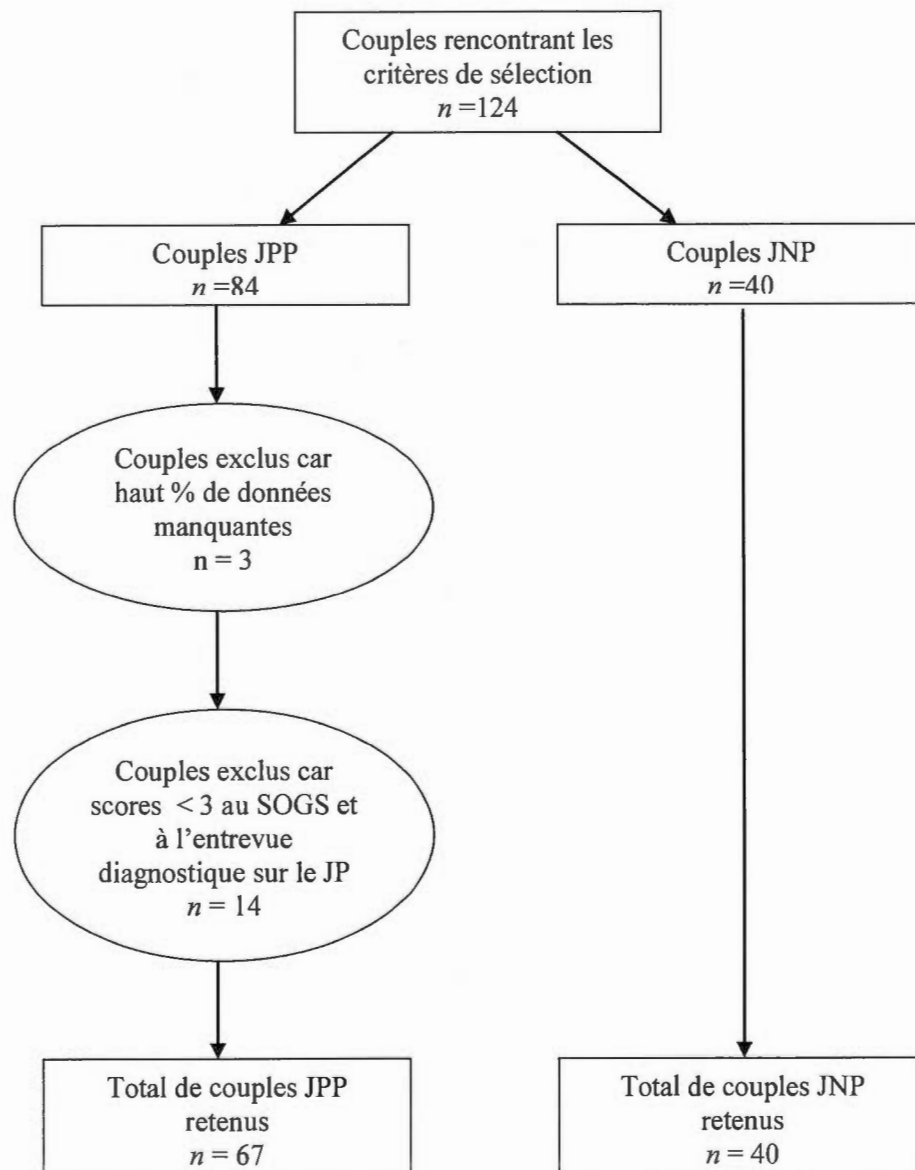 Couples rencontrant les
critères de sélection
n =124
Couples JPP
n =84
Couples JNP
n =40
Couples exclus car
haut % de données
manquantes
n = 3
Couples exclus car
scores < 3 au SOGS et
à l'entrevue
diagnostique sur le JP
n = 14
Total de couples JPP
retenus
n = 67
Total de couples JNP
retenus
n = 40